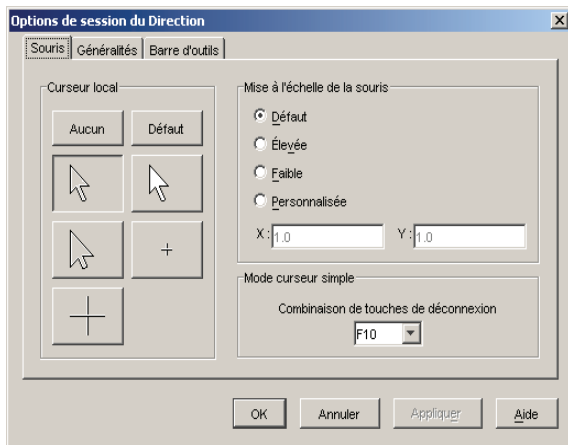 Options de session du Direction
Souris
Généralités
Barre d'outils
Curseur local
Aucun
Défaut
Mise à l'échelle de la souris
Défaut
Élevée
Faible
Personnalisée
X : 1.0
Y : 1.0
Mode curseur simple
Combinaison de touches de déconnexion
F10
OK
Annuler
Appliquer
Aide